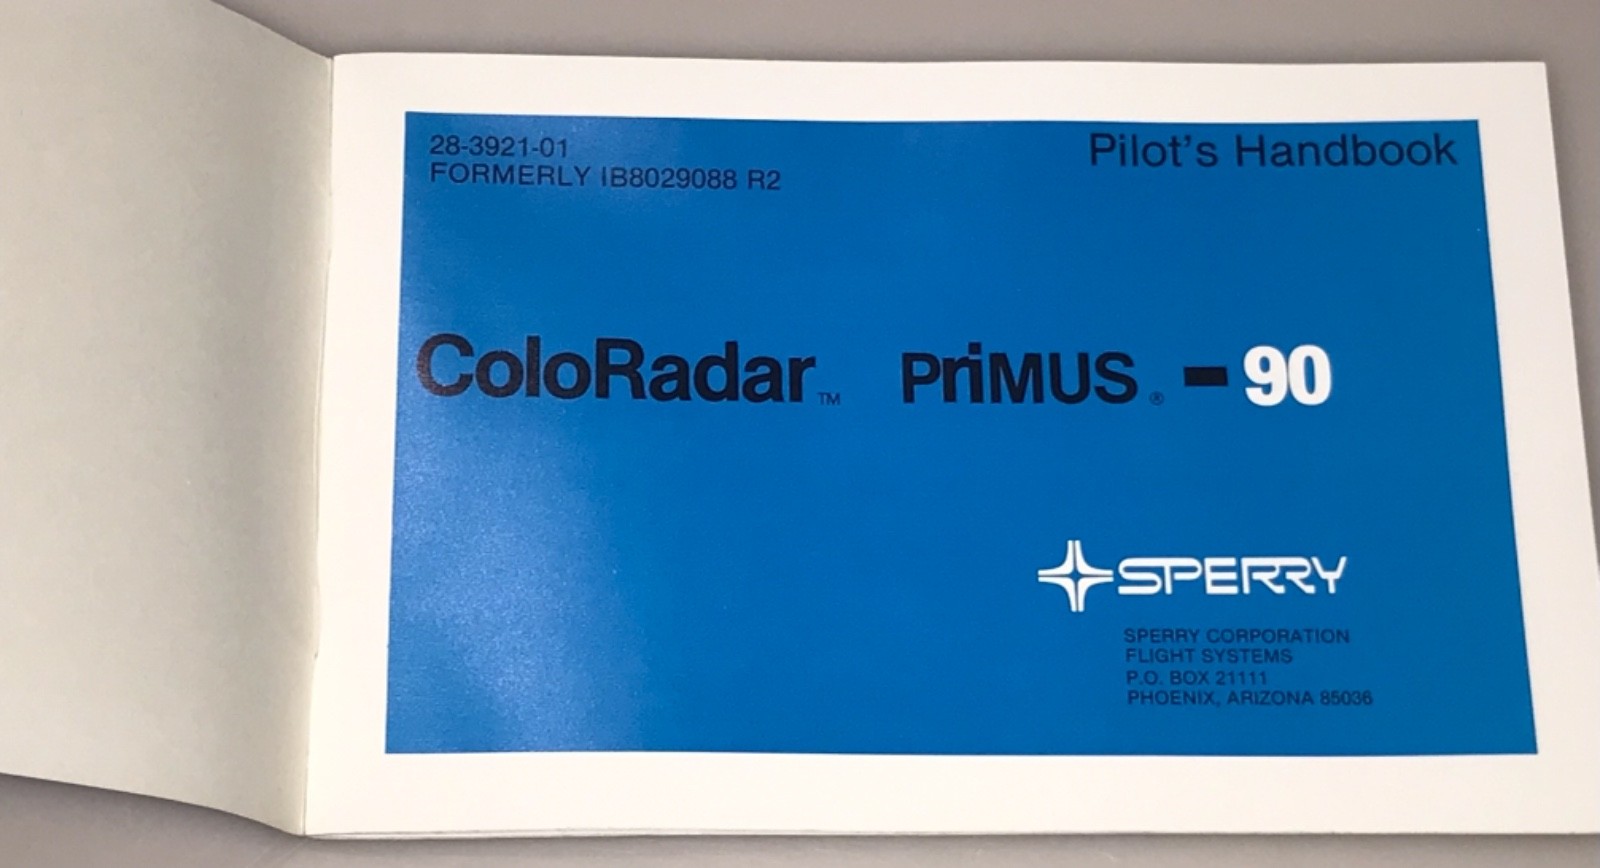 28-3921-01
FORMERLY IB8029088 R2
Pilot's Handbook
ColoRadar™ PriMUS® - 90
SPERRY
SPERRY CORPORATION
FLIGHT SYSTEMS
P.O. BOX 21111
PHOENIX, ARIZONA 85036